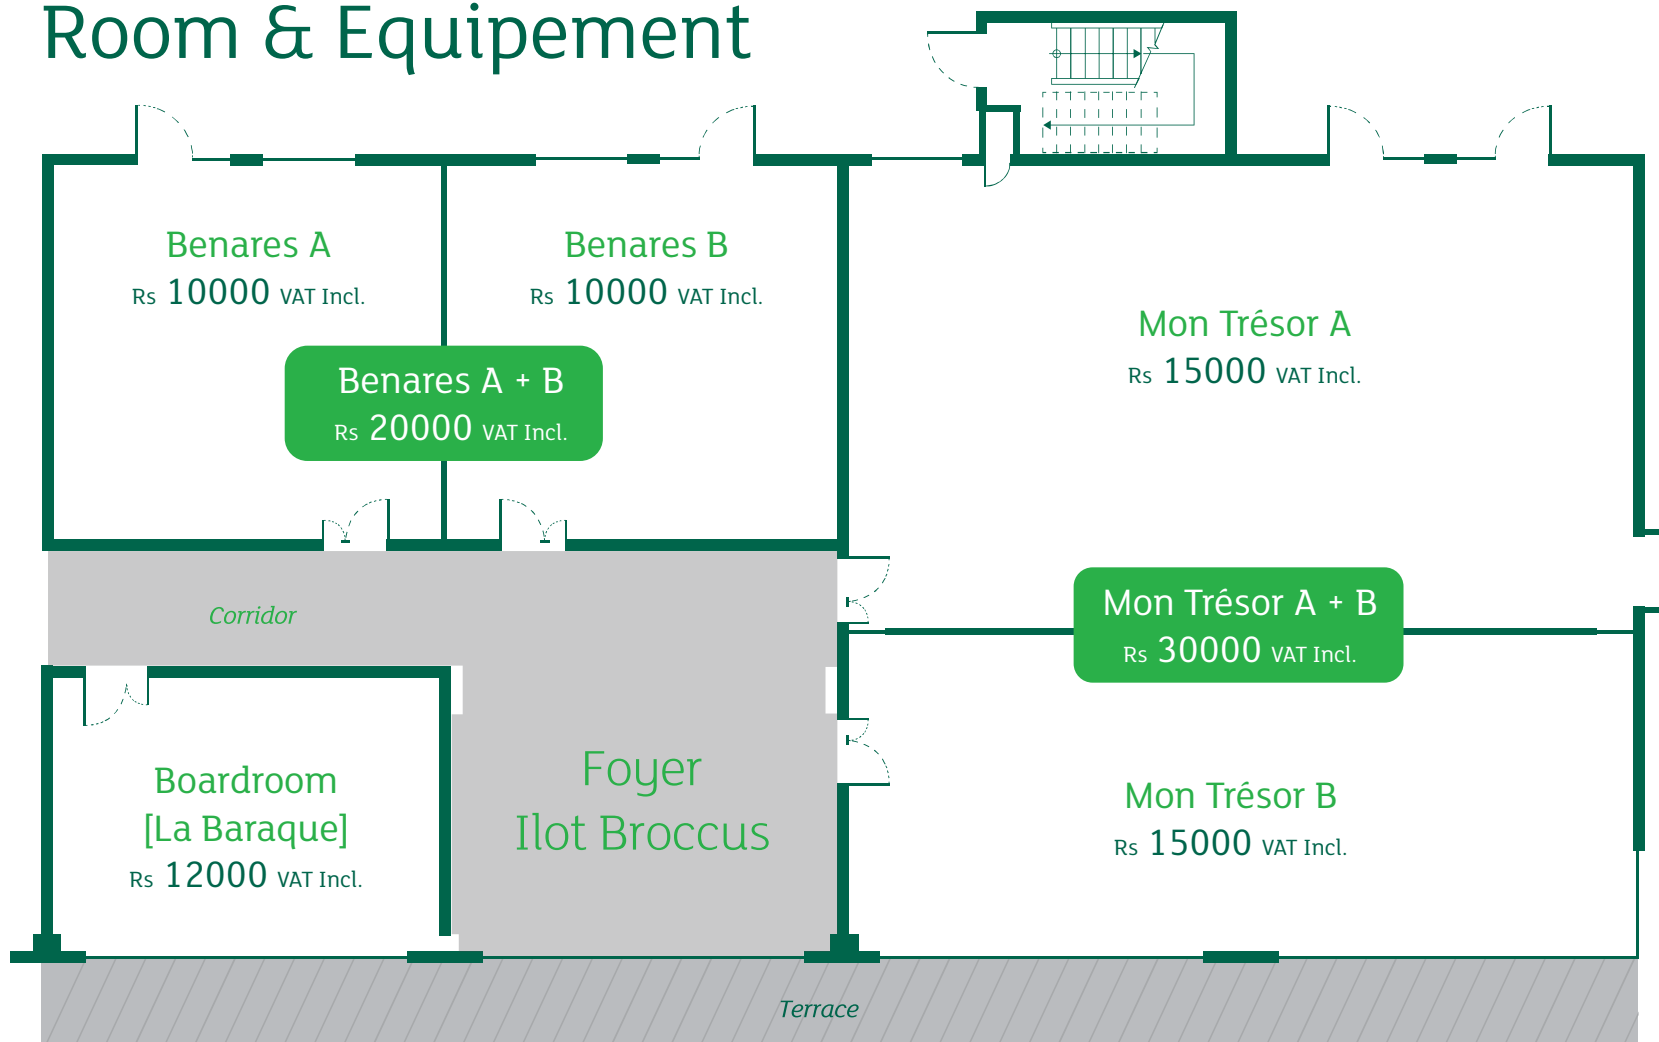 Room & Equipement
Benares A
Rs 10000 VAT Incl.
Benares B
Rs 10000 VAT Incl.
Benares A + B
Rs 20000 VAT Incl.
Mon Trésor A
Rs 15000 VAT Incl.
Corridor
Mon Trésor A + B
Rs 30000 VAT Incl.
Boardroom
[La Baraque]
Rs 12000 VAT Incl.
Foyer
Ilot Broccus
Mon Trésor B
Rs 15000 VAT Incl.
Terrace